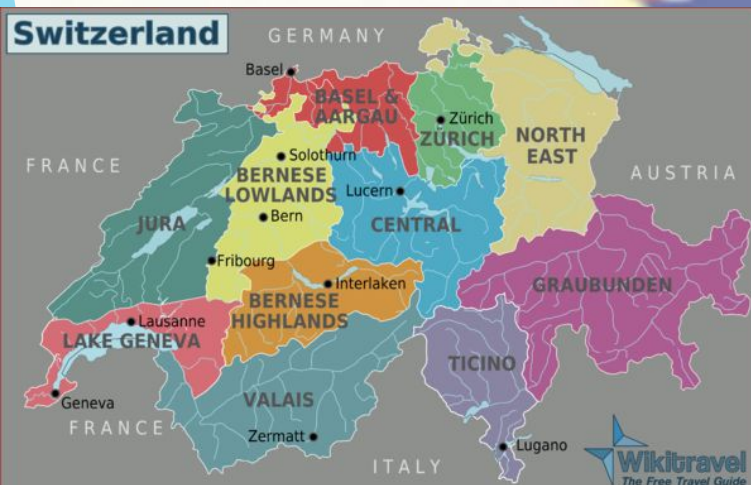 Switzerland
GERMANY
Basel
BASEL &
AARGAU
Zürich
ZÜRICH
NORTH
EAST
FRANCE
Solothurn
BERNESE
LOWLANDS
Lucern
AUSTRIA
Bern
JURA
CENTRAL
Fribourg
Interlaken
GRAUBUNDEN
BERNESE
HIGHLANDS
Lausanne
LAKE GENEVA
TICINO
Geneva
VALAIS
FRANCE
Zermatt
Lugano
ITALY
Wikitravel
The Free Travel Guide